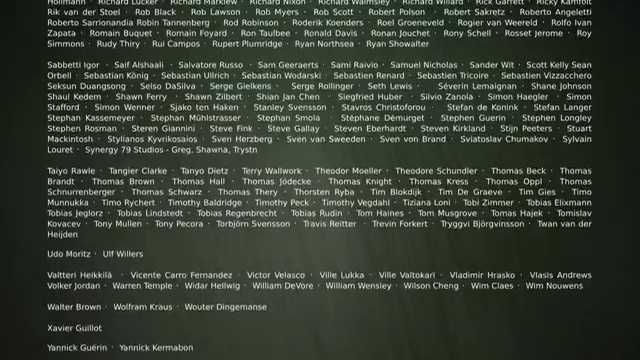 Hollmann · Richard Lucker · Richard Marklew · Richard Nixon · Richard Walmsley · Richard Willard · Rick Garrett · Ricky Kamfolt
Rik van der Stoel · Rob Black · Rob Lawson · Rob Myers · Rob Scott · Robert Polson · Robert Sakretz · Roberto Angeletti
Roberto Sarrionandia Robin Tannenberg · Rod Robinson · Roderik Koenders · Roel Groeneveld · Rogier van Weereld · Rolfo Ivan
Zapata · Romain Buquet · Romain Foyard · Ron Taulbee · Ronald Davis · Ronan Jouchet · Rony Schell · Rosset Jerome · Roy
Simmons · Rudy Thiry · Rui Campos · Rupert Plumridge · Ryan Northsea · Ryan Showalter
Sabbetti Igor · Saif Alshaali · Salvatore Russo · Sam Geeraerts · Sami Raivio · Samuel Nicholas · Sander Wit · Scott Kelly Sean
Orbell · Sebastian König · Sebastian Ullrich · Sebastian Wodarski · Sebastien Renard · Sebastien Tricoire · Sebastien Vizzacchero
Seksun Duangsong · Selso DaSilva · Serge Gielkens · Serge Rollinger · Seth Lewis · Séverin Lemaignan · Shane Johnson
Shaul Kedem · Shawn Ferry · Shawn Zilbert · Shian Jan Chen · Siegfried Huber · Silvio Zanola · Simon Haegler · Simon
Stafford · Simon Wenner · Sjako ten Haken · Stanley Svensson · Stavros Christoforou · Stefan de Konink · Stefan Langer
Stephan Kassemeyer · Stephan Mühlstrasser · Stephan Smola · Stéphane Démurget · Stephen Guerin · Stephen Longley
Stephen Rosman · Steren Giannini · Steve Fink · Steve Gallay · Steven Eberhardt · Steven Kirkland · Stijn Peeters · Stuart
Mackintosh · Stylianos Kyvrikosaios · Sven Herzberg · Sven van Sweeden · Sven von Brand · Sviatoslav Chumakov · Sylvain
Louret · Synergy 79 Studios - Greg, Shawna, Trystn
Taiyo Rawle · Tangier Clarke · Tanyo Dietz · Terry Wallwork · Theodor Moeller · Theodore Schundler · Thomas Beck · Thomas
Brandt · Thomas Brown · Thomas Hall · Thomas Jödecke · Thomas Knight · Thomas Kress · Thomas Oppl · Thomas
Schnurrenberger · Thomas Schwarz · Thomas Thery · Thorsten Ryba · Tim Blokdijk · Tim De Graeve · Tim Gies · Timo
Munnukka · Timo Rychert · Timothy Baldridge · Timothy Peck · Timothy Vegdahl · Tiziana Loni · Tobi Zimmer · Tobias Elixmann
Tobias Jeglorz · Tobias Lindstedt · Tobias Regenbrecht · Tobias Rudin · Tom Haines · Tom Musgrove · Tomas Hajek · Tomislav
Kovacev · Tony Mullen · Tony Pecora · Torbjörn Svensson · Travis Reitter · Trevin Forkert · Tryggvi Björgvinsson · Twan van der
Heijden
Udo Moritz · Ulf Willers
Valtteri Heikkilä · Vicente Carro Fernandez · Victor Velasco · Ville Lukka · Ville Valtokari · Vladimir Hrasko · Vlasis Andrews
Volker Jordan · Warren Temple · Widar Hellwig · William DeVore · William Wensley · Wilson Cheng · Wim Claes · Wim Nouwens
Walter Brown · Wolfram Kraus · Wouter Dingemanse
Xavier Guillot
Yannick Guérin · Yannick Kermabon